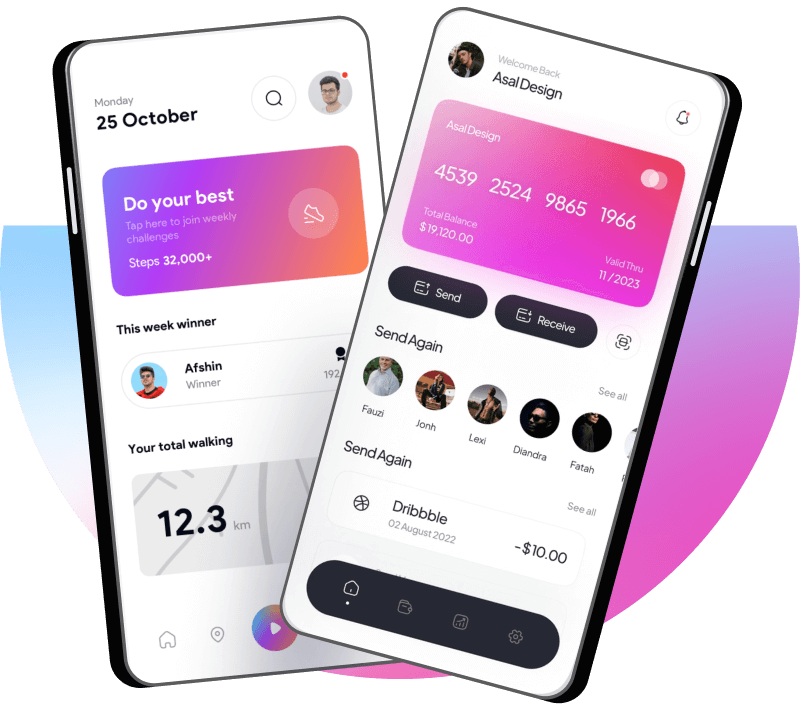 Monday
25 October
Do your best
Tap here to join weekly
challenges
Steps 32,000+
This week winner
Afshin
Winner
192
Your total walking
12.3 km
Welcome Back
Asal Design
Asal Design
4539 2524 9865 1966
Total Balance
$19,120.00
Valid Thru
11 / 2023
Send
Receive
Send Again
See all
Fauzi
Jonh
Lexi
Diandra
Fatah
Send Again
See all
Dribbble
02 August 2022
-$10.00